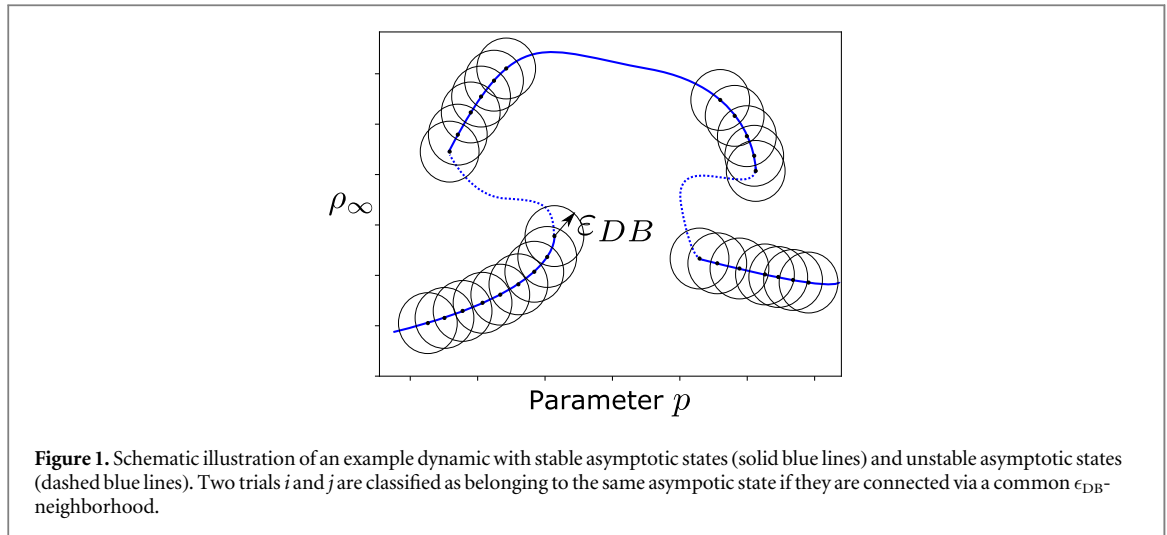 ρ∞
ϵDB
Parameter p
Figure 1. Schematic illustration of an example dynamic with stable asymptotic states (solid blue lines) and unstable asymptotic states
(dashed blue lines). Two trials i and j are classified as belonging to the same asympotic state if they are connected via a common ϵDB-
neighborhood.